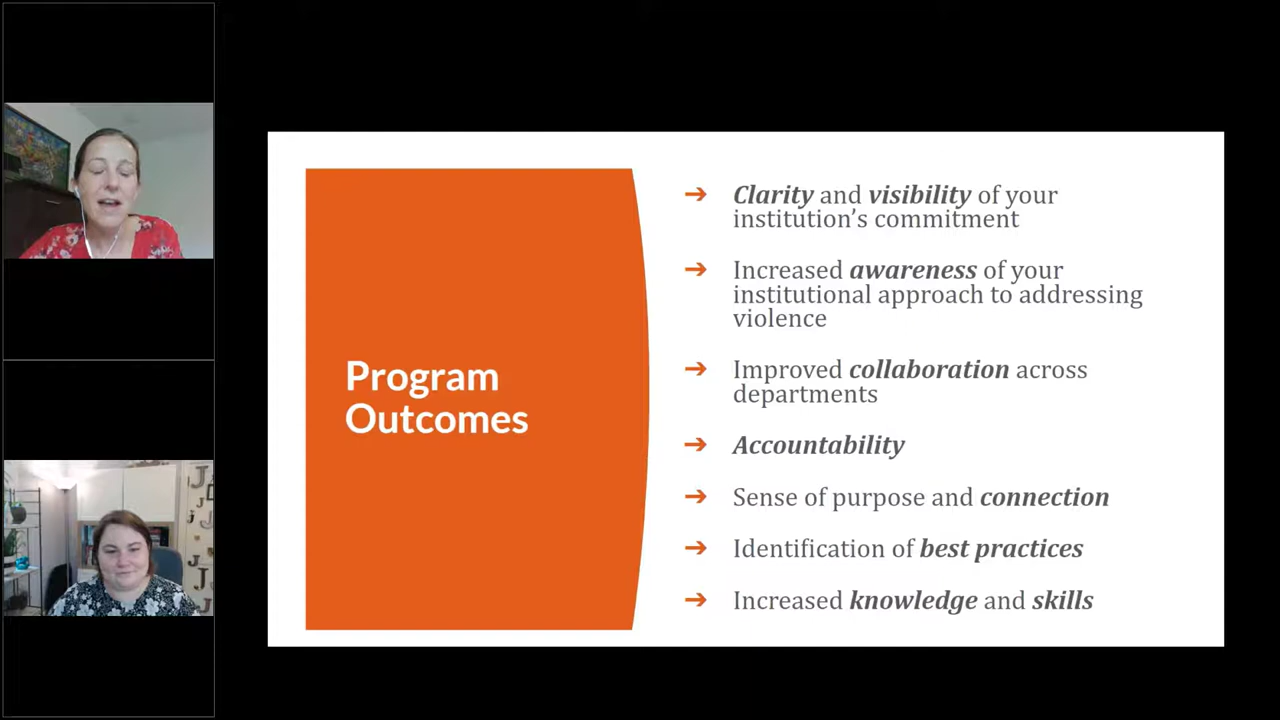 Program
Outcomes
➔ Clarity and visibility of your
institution’s commitment
➔ Increased awareness of your
institutional approach to addressing
violence
➔ Improved collaboration across
departments
➔ Accountability
➔ Sense of purpose and connection
➔ Identification of best practices
➔ Increased knowledge and skills